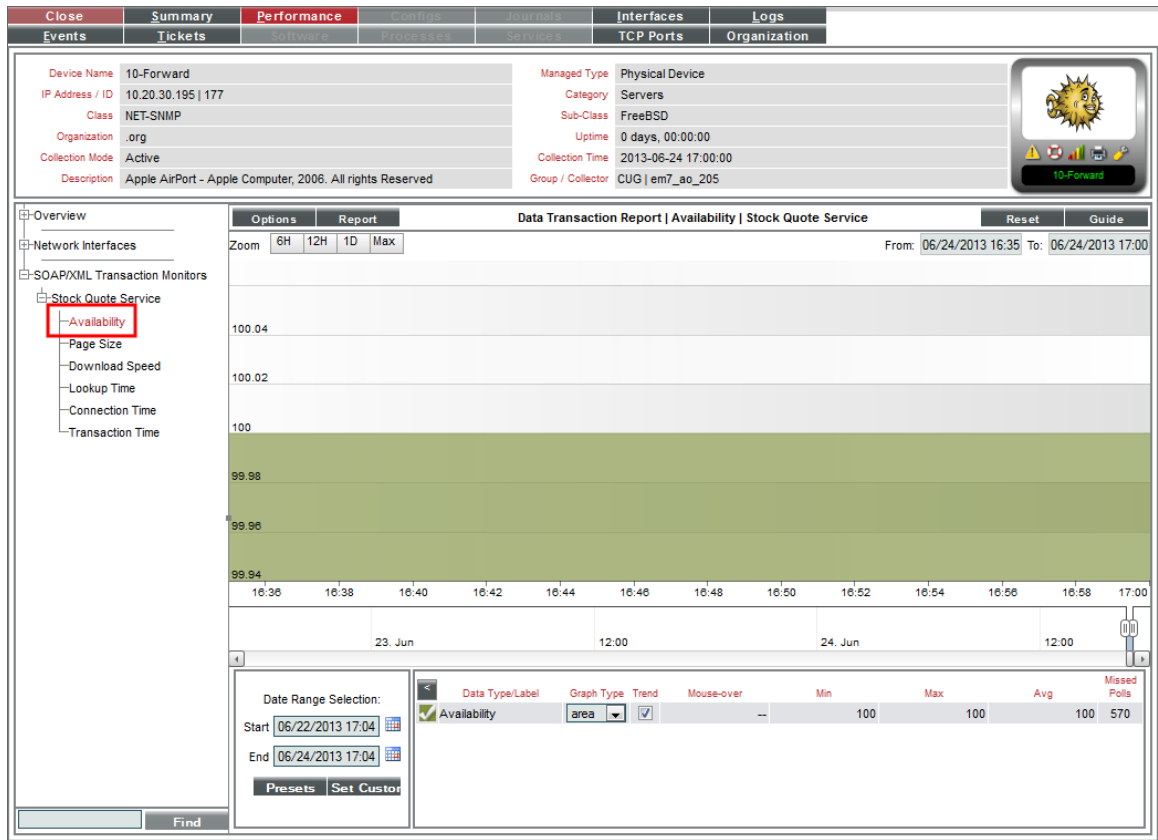 Close Summary Performance Configs Journals Interfaces Logs
Events Tickets Software Processes Services TCP Ports Organization
Device Name 10-Forward Managed Type Physical Device
IP Address / ID 10.20.30.195 | 177 Category Servers
Class NET-SNMP Sub-Class FreeBSD
Organization .org Uptime 0 days, 00:00:00
Collection Mode Active Collection Time 2013-06-24 17:00:00
Description Apple AirPort - Apple Computer, 2006. All rights Reserved Group / Collector CUG | em7_ao_205
10-Forward
Overview
Network Interfaces
SOAP/XML Transaction Monitors
Stock Quote Service
Availability
Page Size
Download Speed
Lookup Time
Connection Time
Transaction Time
Find
Options Report Data Transaction Report | Availability | Stock Quote Service Reset Guide
Zoom 6H 12H 1D Max From: 06/24/2013 16:35 To: 06/24/2013 17:00
100.04
100.02
100
99.98
99.96
99.94
16:36 16:38 16:40 16:42 16:44 16:46 16:48 16:50 16:52 16:54 16:56 16:58 17:00
23. Jun 12:00 24. Jun 12:00
Date Range Selection:
Start 06/22/2013 17:04
End 06/24/2013 17:04
Presets Set Custor
< Data Type/Label Graph Type Trend Mouse-over Min Max Avg Missed Polls
Availability area -- 100 100 100 570